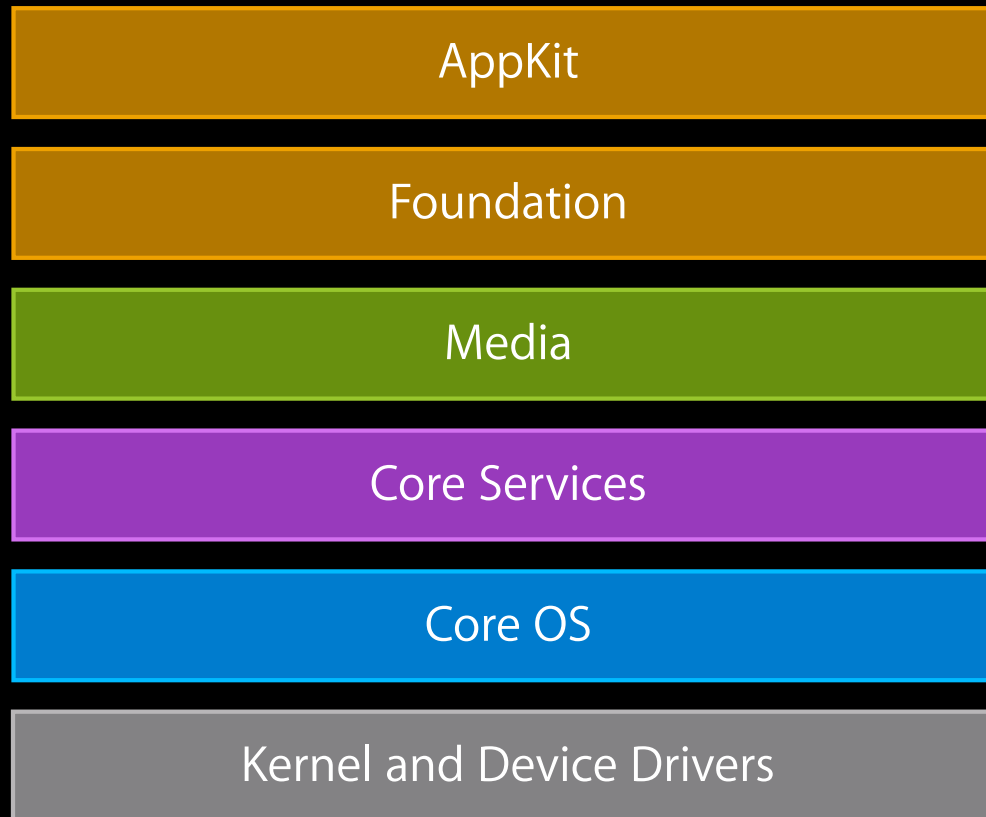 AppKit
Foundation
Media
Core Services
Core OS
Kernel and Device Drivers